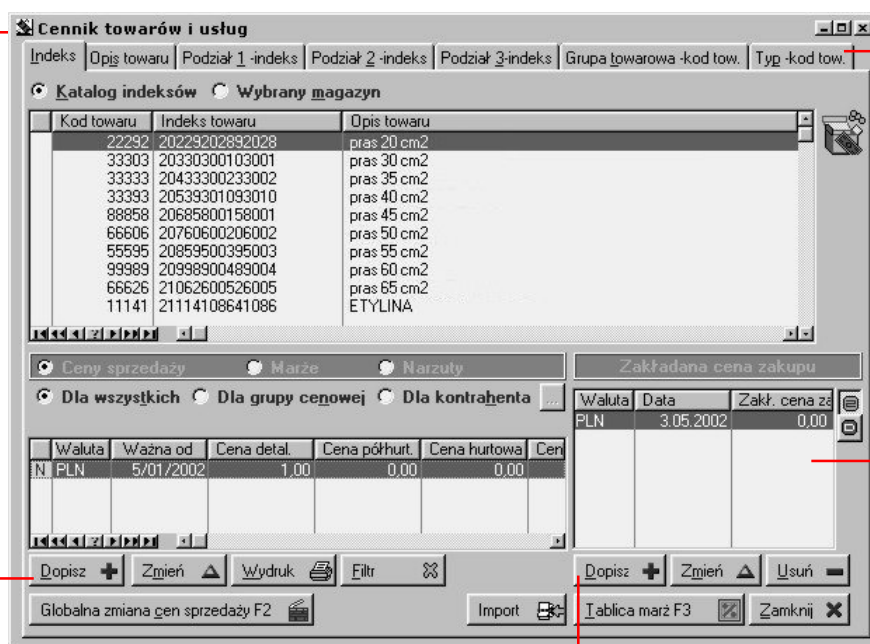 Cennik towarów i usług
Indeks Opis towaru Podział 1 -indeks Podział 2 -indeks Podział 3-indeks Grupa towarowa -kod tow. Typ -kod tow.
Katalog indeksów Wybrany magazyn
Kod towaru Indeks towaru Opis towaru
22292 20229202892028 pras 20 cm2
33303 20330300103001 pras 30 cm2
33333 20433300233002 pras 35 cm2
33393 20539301093010 pras 40 cm2
88858 20685800158001 pras 45 cm2
66606 20760600206002 pras 50 cm2
55595 20859500395003 pras 55 cm2
99989 20998900489004 pras 60 cm2
66626 21062600526005 pras 65 cm2
11141 21114108641086 ETYLINA
Ceny sprzedaży Marże Narzuty Zakładana cena zakupu
Dla wszystkich Dla grupy cenowej Dla kontrahenta ...
Waluta Data Zakł. cena za
PLN 3.05.2002 0,00
Waluta Ważna od Cena detal. Cena półhurt. Cena hurtowa Cen
N PLN 5/01/2002 1,00 0,00 0,00
Dopisz Zmień Wydruk Filtr Dopisz Zmień Usuń
Globalna zmiana cen sprzedaży F2 Import Tablica marż F3 Zamknij